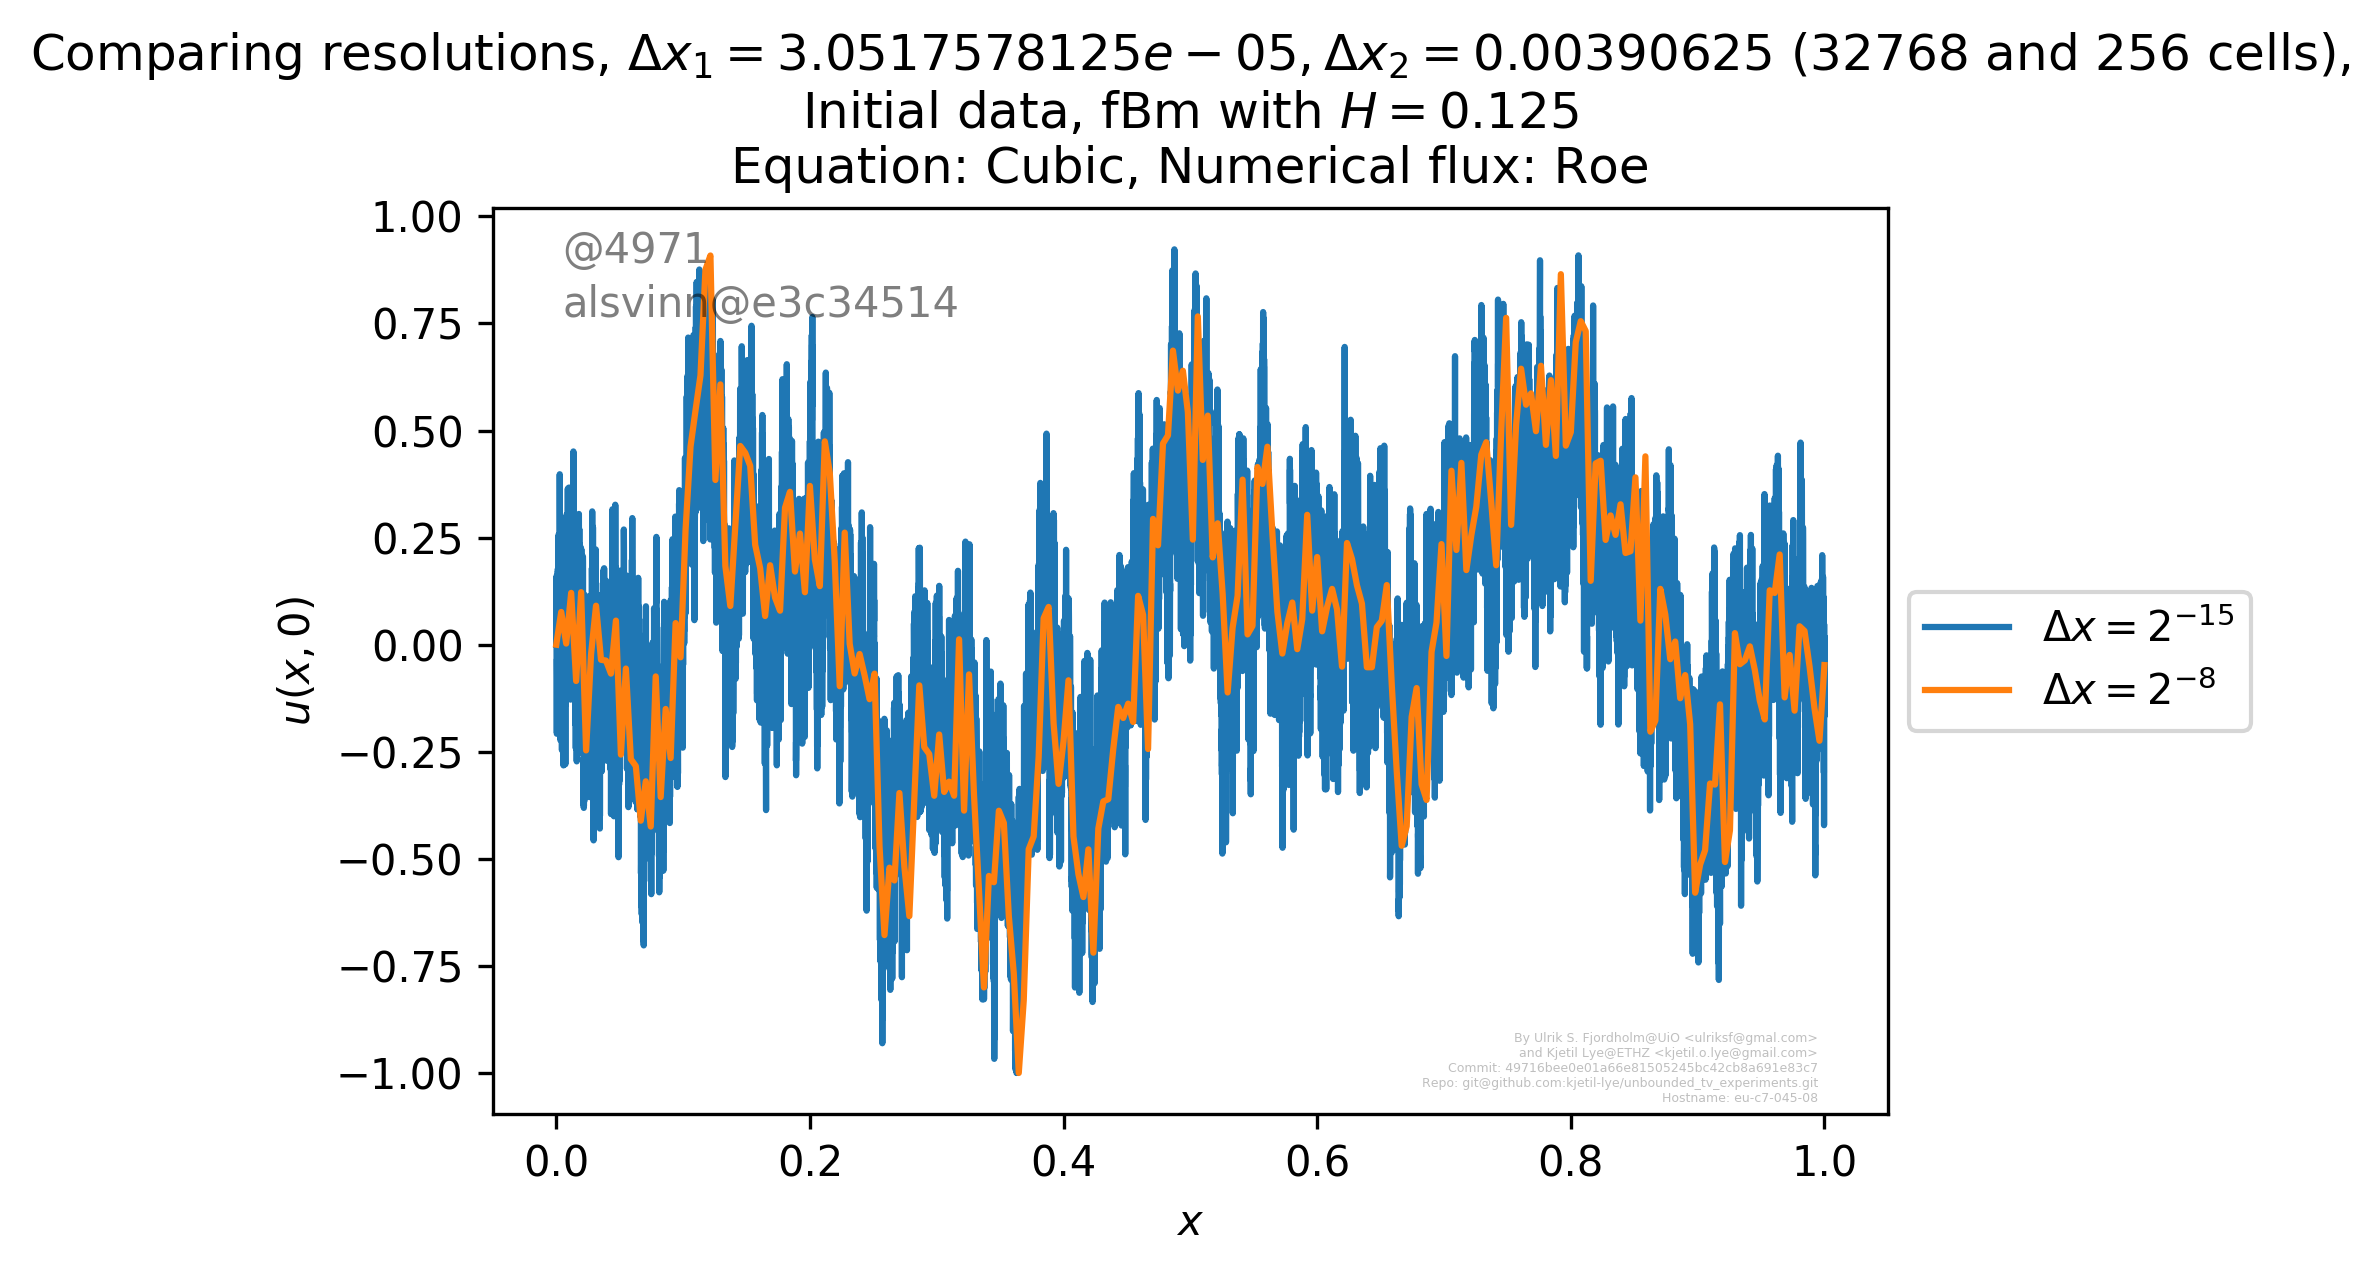 Comparing resolutions, Δx₁ = 3.0517578125e − 05, Δx₂ = 0.00390625 (32768 and 256 cells),
Initial data, fBm with H = 0.125
Equation: Cubic, Numerical flux: Roe
@4971
alsvinn@e3c34514
1.00
0.75
0.50
0.25
0.00
−0.25
−0.50
−0.75
−1.00
u(x, 0)
Δx = 2⁻¹⁵
Δx = 2⁻⁸
By Ulrik S. Fjordholm@UiO <ulriksf@gmal.com>
and Kjetil Lye@ETHZ <kjetil.o.lye@gmail.com>
Commit: 49716bee0e01a66e81505245bc42cb8a691e83c7
Repo: git@github.com:kjetil-lye/unbounded_tv_experiments.git
Hostname: eu-c7-045-08
0.0 0.2 0.4 0.6 0.8 1.0
x